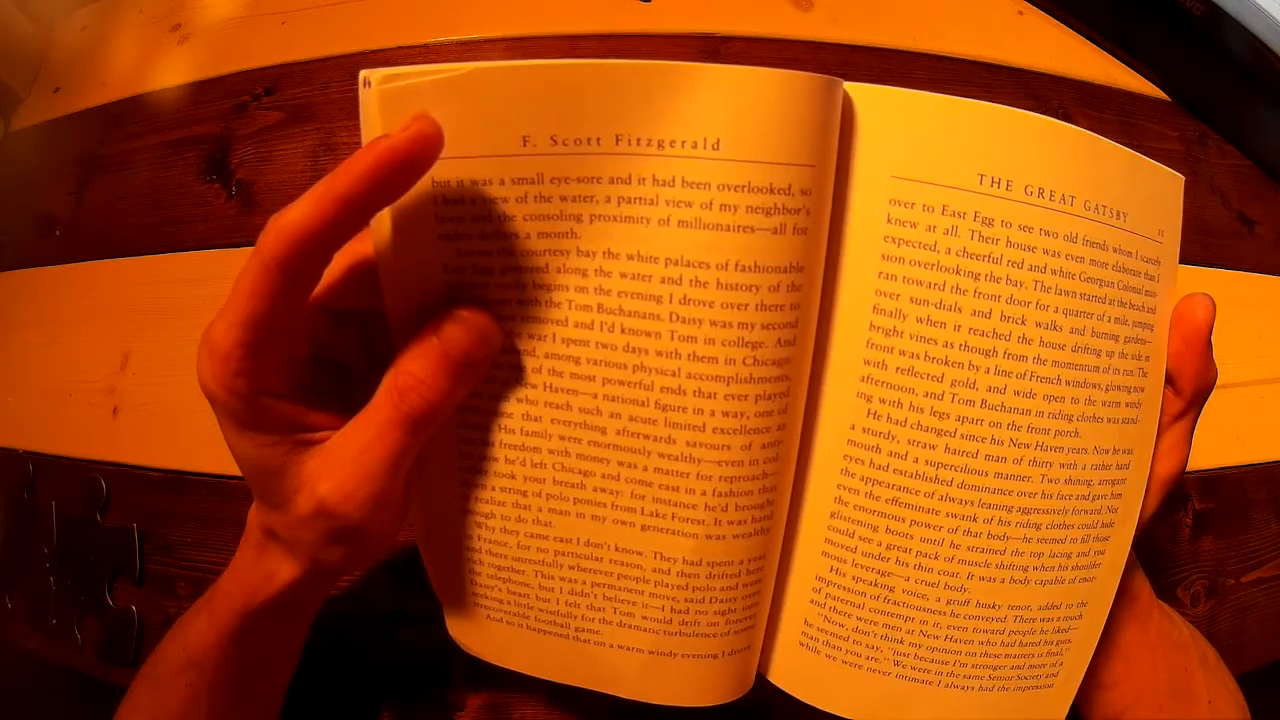 F. Scott Fitzgerald
but it was a small eye-sore and it had been overlooked, so
I had a view of the water, a partial view of my neighbor's
lawn and the consoling proximity of millionaires—all for
eighty dollars a month.
Across the courtesy bay the white palaces of fashionable
East Egg glittered along the water and the history of the
summer really begins on the evening I drove over there to
with the Tom Buchanans. Daisy was my second
removed and I'd known Tom in college. And
war I spent two days with them in Chicago.
among various physical accomplishments,
of the most powerful ends that ever played
New Haven—a national figure in a way, one of
who reach such an acute limited excellence at
that everything afterwards savours of anti-
His family were enormously wealthy—even in col-
freedom with money was a matter for reproach—
he'd left Chicago and come east in a fashion that
took your breath away: for instance he'd brought
a string of polo ponies from Lake Forest. It was hard
realize that a man in my own generation was wealthy
enough to do that.
Why they came east I don't know. They had spent a year
in France, for no particular reason, and then drifted here
and there unrestfully wherever people played polo and were
rich together. This was a permanent move, said Daisy over
the telephone, but I didn't believe it—I had no sight into
Daisy's heart but I felt that Tom would drift on forever
seeking a little wistfully for the dramatic turbulence of some
irrecoverable football game.
And so it happened that on a warm windy evening I drove
THE GREAT GATSBY
over to East Egg to see two old friends whom I scarcely
knew at all. Their house was even more elaborate than I
expected, a cheerful red and white Georgian Colonial man-
sion overlooking the bay. The lawn started at the beach and
ran toward the front door for a quarter of a mile, jumping
over sun-dials and brick walks and burning gardens—
finally when it reached the house drifting up the side in
bright vines as though from the momentum of its run. The
front was broken by a line of French windows, glowing now
with reflected gold, and wide open to the warm windy
afternoon, and Tom Buchanan in riding clothes was stand-
ing with his legs apart on the front porch.
He had changed since his New Haven years. Now he was
a sturdy, straw haired man of thirty with a rather hard
mouth and a supercilious manner. Two shining, arrogant
eyes had established dominance over his face and gave him
the appearance of always leaning aggressively forward. Not
even the effeminate swank of his riding clothes could hide
the enormous power of that body—he seemed to fill those
glistening boots until he strained the top lacing and you
could see a great pack of muscle shifting when his shoulder
moved under his thin coat. It was a body capable of enor-
mous leverage—a cruel body.
His speaking voice, a gruff husky tenor, added to the
impression of fractiousness he conveyed. There was a touch
of paternal contempt in it, even toward people he liked—
and there were men at New Haven who had hated his guts.
"Now, don't think my opinion on these matters is final,"
he seemed to say, "just because I'm stronger and more of a
man than you are." We were in the same Senior Society and
while we were never intimate I always had the impression